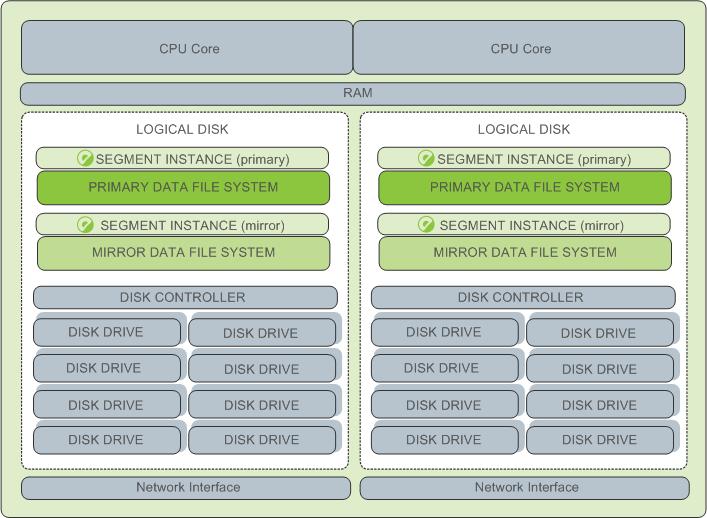 CPU Core CPU Core
RAM
LOGICAL DISK LOGICAL DISK
SEGMENT INSTANCE (primary) SEGMENT INSTANCE (primary)
PRIMARY DATA FILE SYSTEM PRIMARY DATA FILE SYSTEM
SEGMENT INSTANCE (mirror) SEGMENT INSTANCE (mirror)
MIRROR DATA FILE SYSTEM MIRROR DATA FILE SYSTEM
DISK CONTROLLER DISK CONTROLLER
DISK DRIVE DISK DRIVE DISK DRIVE DISK DRIVE
DISK DRIVE DISK DRIVE DISK DRIVE DISK DRIVE
DISK DRIVE DISK DRIVE DISK DRIVE DISK DRIVE
DISK DRIVE DISK DRIVE DISK DRIVE DISK DRIVE
Network Interface Network Interface